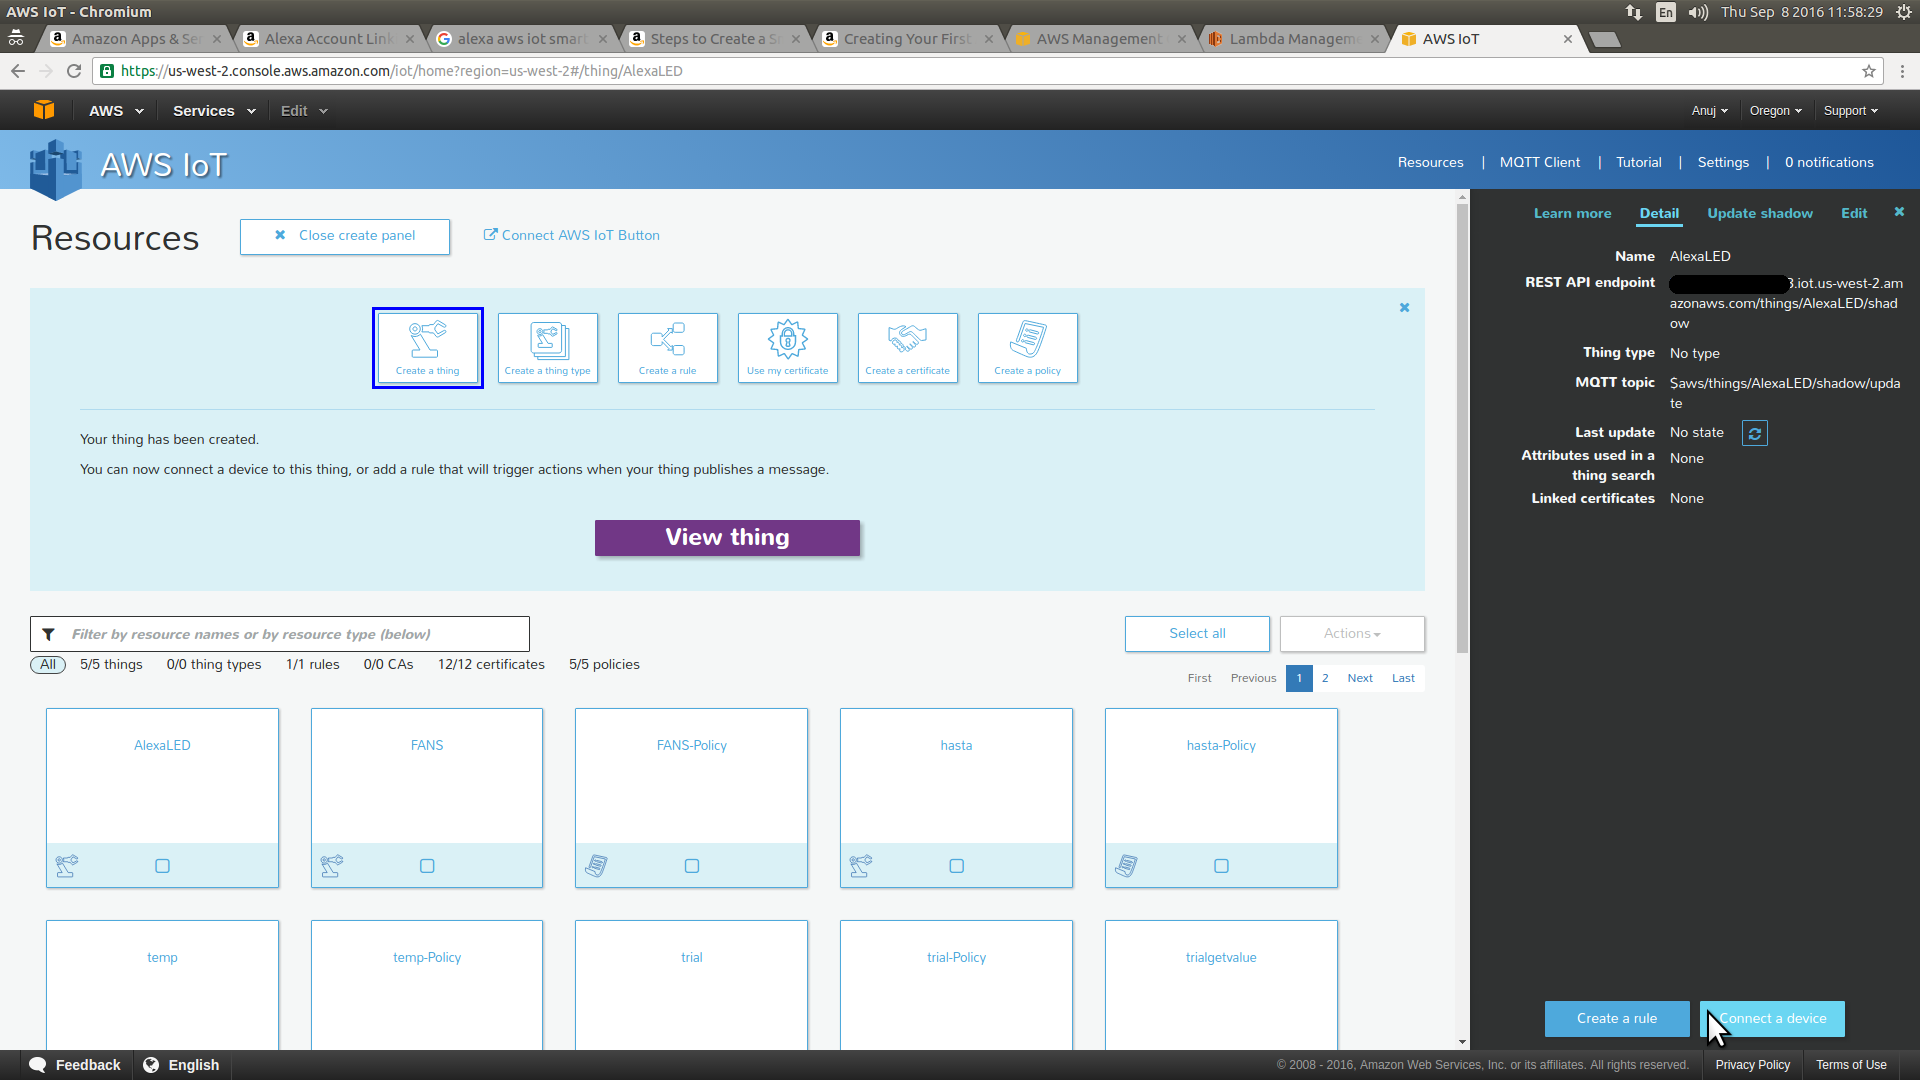 AWS IoT - Chromium
En
Thu Sep 8 2016 11:58:29
Amazon Apps & Ser
Alexa Account Link
alexa aws iot smart
Steps to Create a S
Creating Your First
AWS Management
Lambda Managem
AWS IoT
https://us-west-2.console.aws.amazon.com/iot/home?region=us-west-2#/thing/AlexaLED
AWS
Services
Edit
Anuj
Oregon
Support
AWS IoT
Resources | MQTT Client | Tutorial | Settings | 0 notifications
Resources
Close create panel
Connect AWS IoT Button
Create a thing
Create a thing type
Create a rule
Use my certificate
Create a certificate
Create a policy
Your thing has been created.
You can now connect a device to this thing, or add a rule that will trigger actions when your thing publishes a message.
View thing
Filter by resource names or by resource type (below)
Select all
Actions
All 5/5 things 0/0 thing types 1/1 rules 0/0 CAs 12/12 certificates 5/5 policies
First Previous 1 2 Next Last
AlexaLED
FANS
FANS-Policy
hasta
hasta-Policy
temp
temp-Policy
trial
trial-Policy
trialgetvalue
Learn more
Detail
Update shadow
Edit
Name AlexaLED
REST API endpoint .iot.us-west-2.am
azonaws.com/things/AlexaLED/shad
ow
Thing type No type
MQTT topic $aws/things/AlexaLED/shadow/upda
te
Last update No state
Attributes used in a
thing search None
Linked certificates None
Create a rule
Connect a device
Feedback
English
© 2008 - 2016, Amazon Web Services, Inc. or its affiliates. All rights reserved.
Privacy Policy
Terms of Use